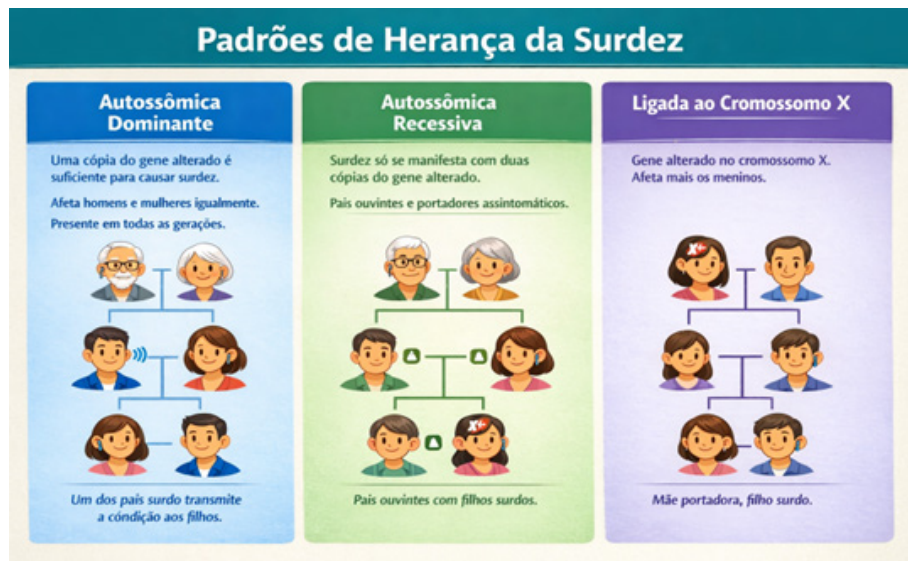 Padrões de Herança da Surdez
Autossômica
Dominante
Uma cópia do gene alterado é
suficiente para causar surdez.
Afeta homens e mulheres igualmente.
Presente em todas as gerações.
Um dos pais surdo transmite
a condição aos filhos.
Autossômica
Recessiva
Surdez só se manifesta com duas
cópias do gene alterado.
Pais ouvintes e portadores assintomáticos.
Pais ouvintes com filhos surdos.
Ligada ao Cromossomo X
Gene alterado no cromossomo X.
Afeta mais os meninos.
X
Mãe portadora, filho surdo.